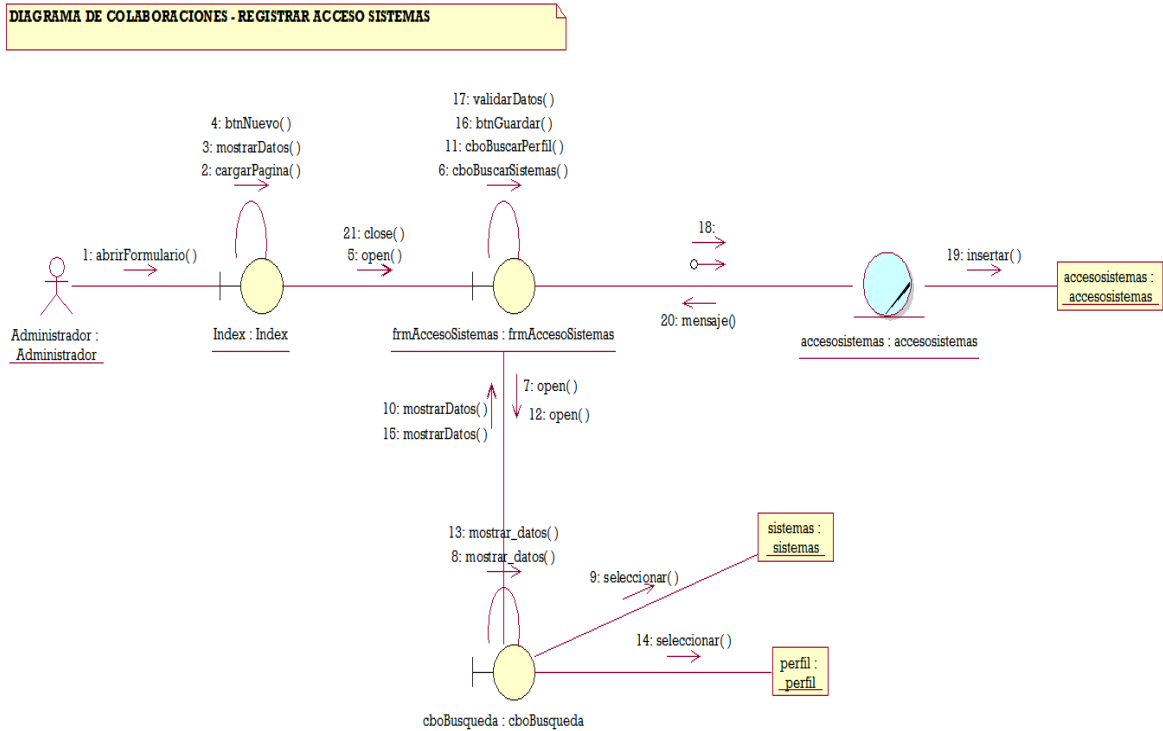 DIAGRAMA DE COLABORACIONES - REGISTRAR ACCESO SISTEMAS
17: validarDatos( )
16: btnGuardar( )
11: cboBuscarPerfil( )
6: cboBuscarSistemas( )
4: btnNuevo( )
3: mostrarDatos( )
2: cargarPagina( )
1: abrirFormulario( )
21: close( )
5: open( )
18:
19: insertar( )
20: mensaje()
Administrador :
Administrador
Index : Index
frmAccesoSistemas : frmAccesoSistemas
accesosistemas : accesosistemas
accesosistemas :
accesosistemas
7: open( )
12: open( )
10: mostrarDatos( )
15: mostrarDatos( )
13: mostrar_datos( )
8: mostrar_datos( )
9: seleccionar( )
sistemas :
sistemas
14: seleccionar( )
perfil :
perfil
cboBusqueda : cboBusqueda